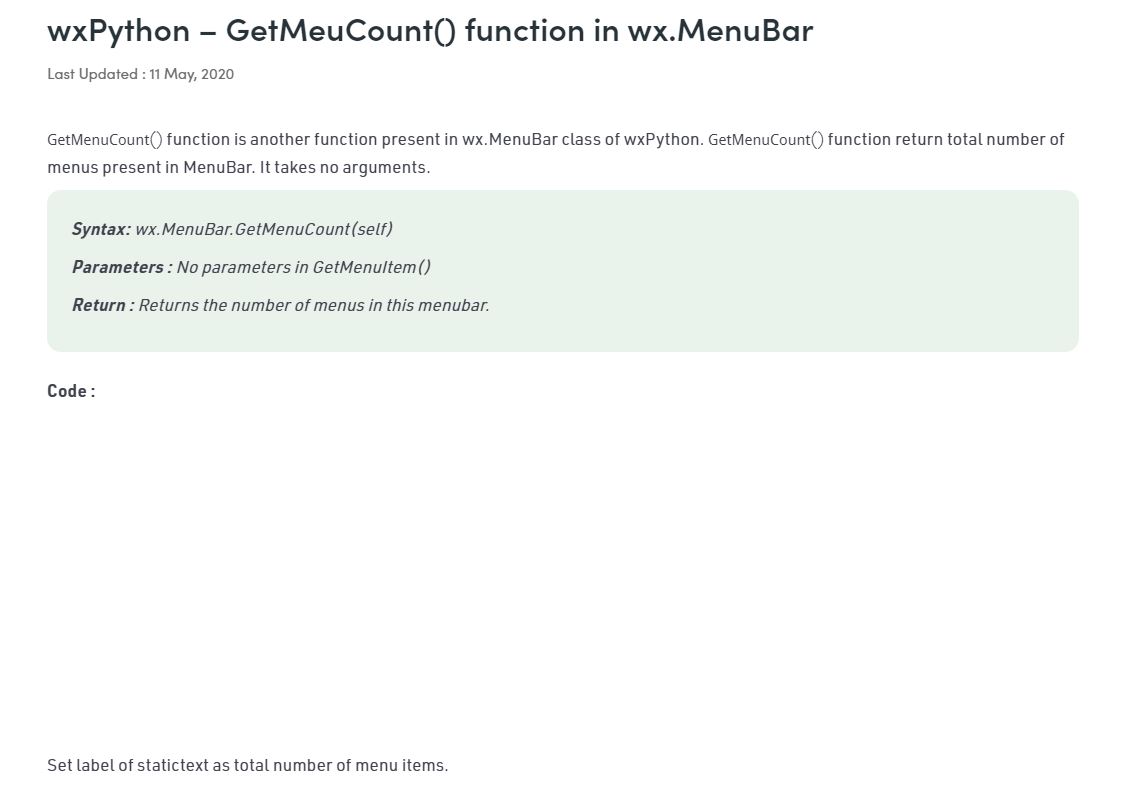 wxPython – GetMeuCount() function in wx.MenuBar
Last Updated : 11 May, 2020
GetMenuCount() function is another function present in wx.MenuBar class of wxPython. GetMenuCount() function return total number of
menus present in MenuBar. It takes no arguments.
Syntax: wx.MenuBar.GetMenuCount(self)
Parameters : No parameters in GetMenuItem()
Return : Returns the number of menus in this menubar.
Code :
Set label of statictext as total number of menu items.